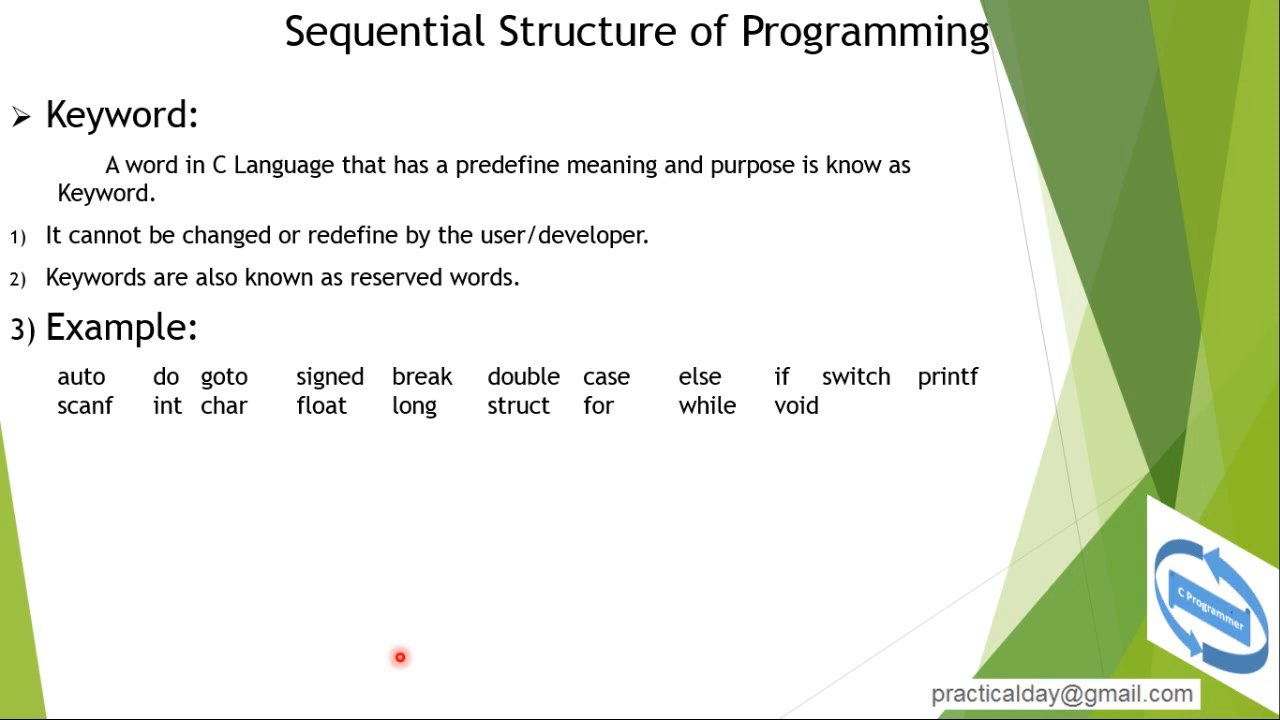 Sequential Structure of Programming
➢ Keyword:
A word in C Language that has a predefine meaning and purpose is know as
Keyword.
1) It cannot be changed or redefine by the user/developer.
2) Keywords are also known as reserved words.
3) Example:
auto do goto signed break double case else if switch printf
scanf int char float long struct for while void
C Programmer
practicalday@gmail.com